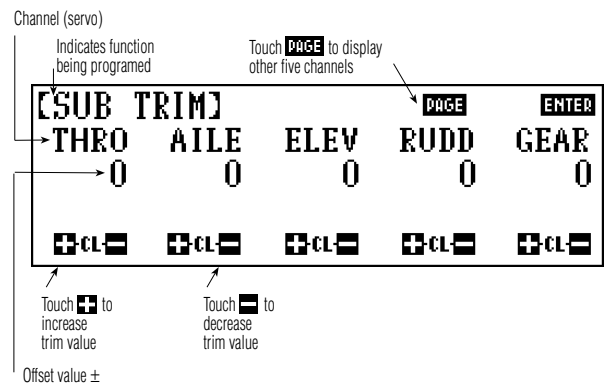 Channel (servo)
Indicates function
being programed
Touch PAGE to display
other five channels
[SUB TRIM] PAGE ENTER
THRO AILE ELEV RUDD GEAR
0 0 0 0 0
+CL- +CL- +CL- +CL- +CL-
Touch + to
increase
trim value
Touch - to
decrease
trim value
Offset value ±